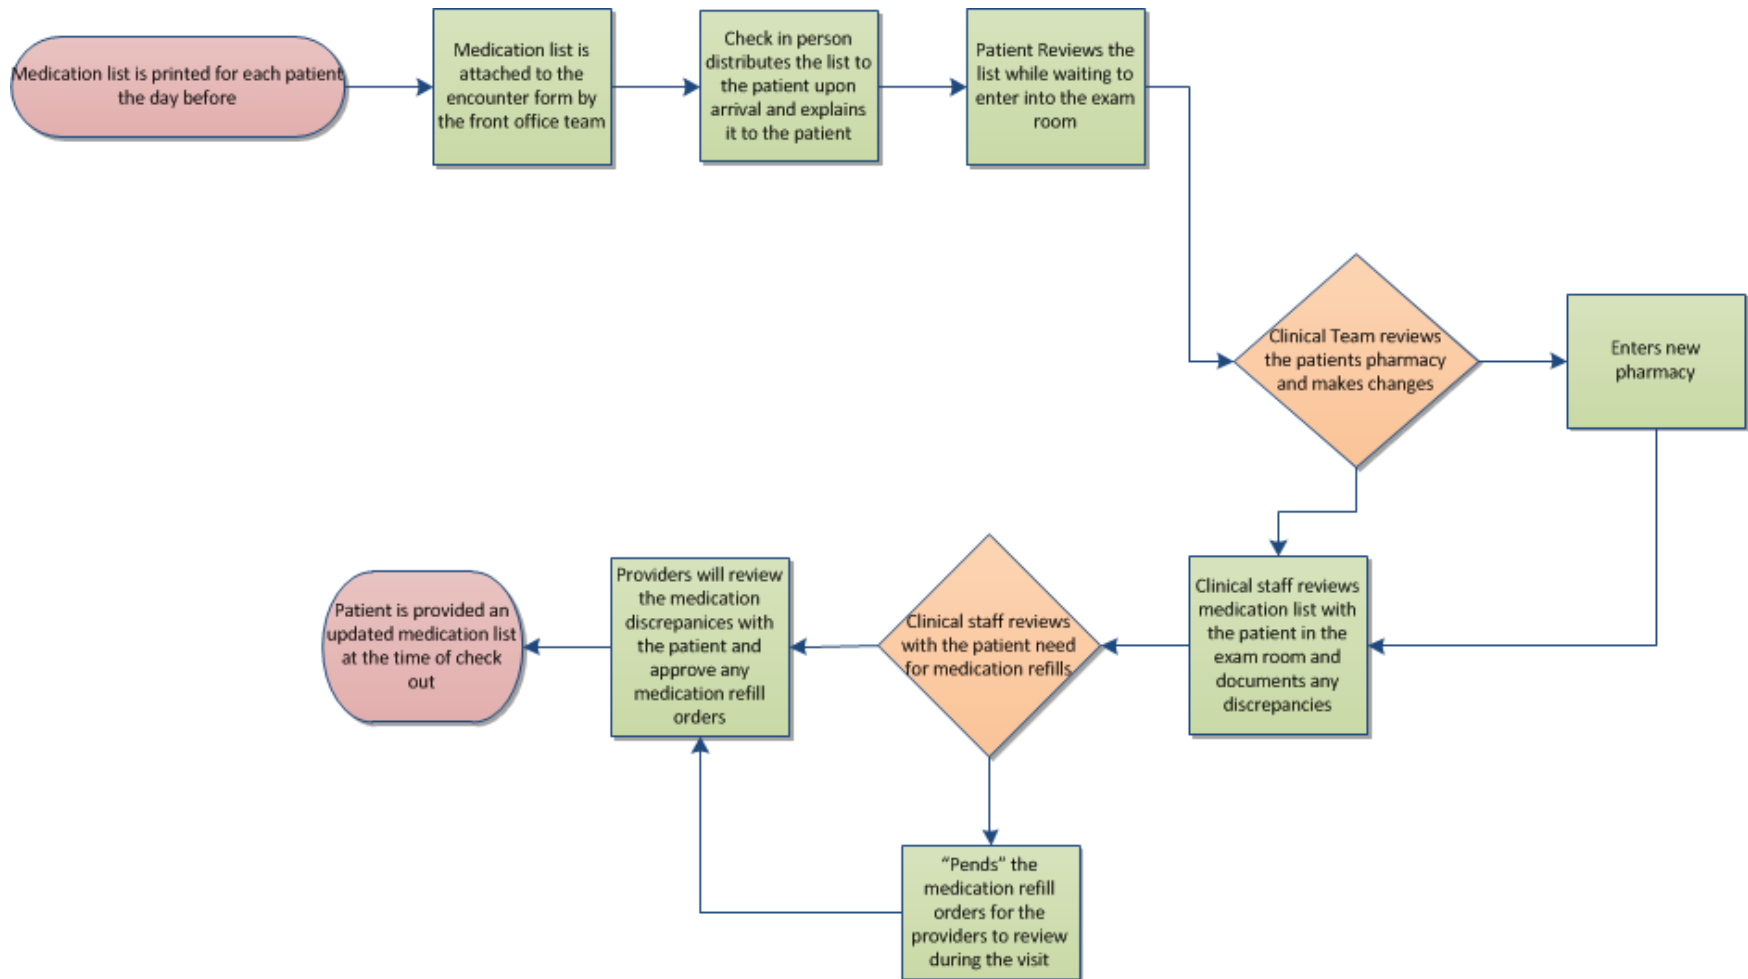 Medication list is printed for each patient
the day before
Medication list is
attached to the
encounter form by
the front office team
Check in person
distributes the list to
the patient upon
arrival and explains
it to the patient
Patient Reviews the
list while waiting to
enter into the exam
room
Clinical Team reviews
the patients pharmacy
and makes changes
Enters new
pharmacy
Clinical staff reviews
medication list with
the patient in the
exam room and
documents any
discrepancies
Clinical staff reviews
with the patient need
for medication refills
"Pends" the
medication refill
orders for the
providers to review
during the visit
Providers will review
the medication
discrepanices with
the patient and
approve any
medication refill
orders
Patient is provided an
updated medication list
at the time of check
out